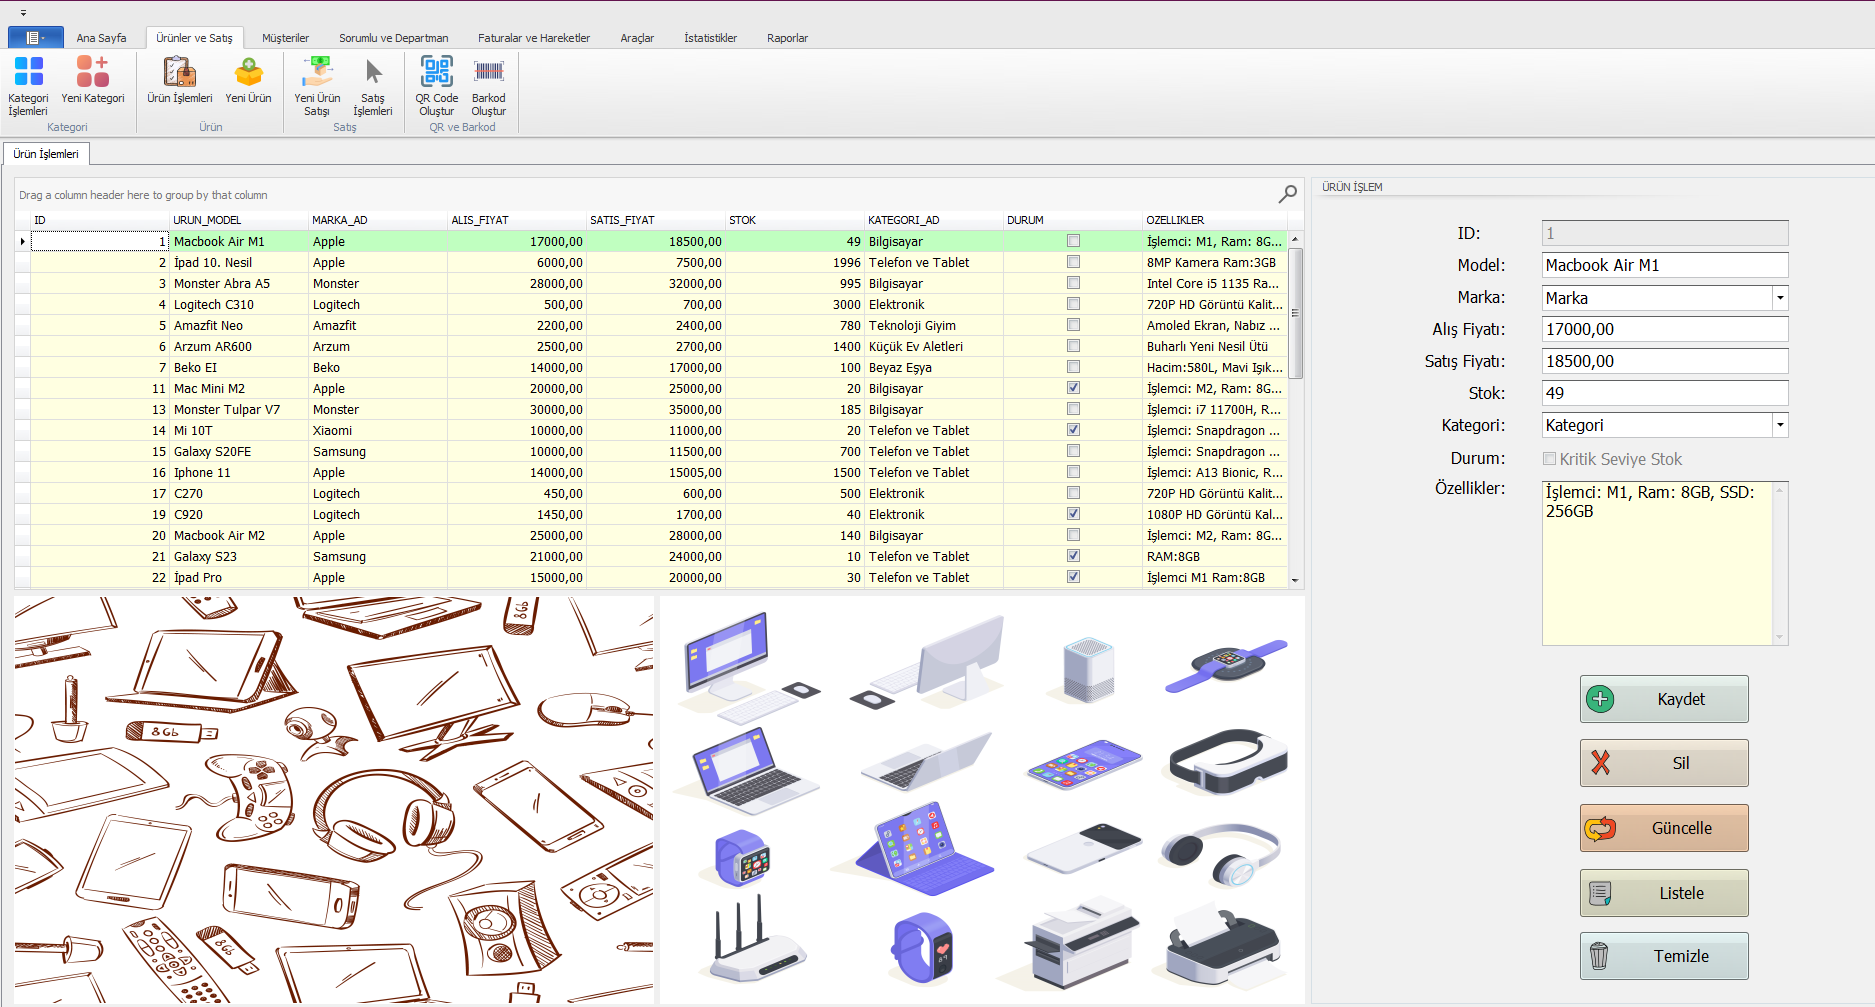 Ana Sayfa Ürünler ve Satış Müşteriler Sorumlu ve Departman Faturalar ve Hareketler Araçlar İstatistikler Raporlar
Kategori İşlemleri Yeni Kategori Ürün İşlemleri Yeni Ürün Yeni Ürün Satışı Satış İşlemleri QR Code Oluştur Barkod Oluştur
Kategori Ürün Satış QR ve Barkod
Ürün İşlemleri
Drag a column header here to group by that column
ID URUN_MODEL MARKA_AD ALIS_FIYAT SATIS_FIYAT STOK KATEGORI_AD DURUM OZELLIKLER
1 Macbook Air M1 Apple 17000,00 18500,00 49 Bilgisayar İşlemci: M1, Ram: 8G...
2 İpad 10. Nesil Apple 6000,00 7500,00 1996 Telefon ve Tablet 8MP Kamera Ram:3GB
3 Monster Abra A5 Monster 28000,00 32000,00 995 Bilgisayar Intel Core i5 1135 Ra...
4 Logitech C310 Logitech 500,00 700,00 3000 Elektronik 720P HD Görüntü Kalit...
5 Amazfit Neo Amazfit 2200,00 2400,00 780 Teknoloji Giyim Amoled Ekran, Nabız ...
6 Arzum AR600 Arzum 2500,00 2700,00 1400 Küçük Ev Aletleri Buharlı Yeni Nesil Ütü
7 Beko EI Beko 14000,00 17000,00 100 Beyaz Eşya Hacim:580L, Mavi Işık...
11 Mac Mini M2 Apple 20000,00 25000,00 20 Bilgisayar İşlemci: M2, Ram: 8G...
13 Monster Tulpar V7 Monster 30000,00 35000,00 185 Bilgisayar İşlemci: i7 11700H, R...
14 Mi 10T Xiaomi 10000,00 11000,00 20 Telefon ve Tablet İşlemci: Snapdragon ...
15 Galaxy S20FE Samsung 10000,00 11500,00 700 Telefon ve Tablet İşlemci: Snapdragon ...
16 Iphone 11 Apple 14000,00 15005,00 1500 Telefon ve Tablet İşlemci: A13 Bionic, R...
17 C270 Logitech 450,00 600,00 500 Elektronik 720P HD Görüntü Kalit...
19 C920 Logitech 1450,00 1700,00 40 Elektronik 1080P HD Görüntü Kal...
20 Macbook Air M2 Apple 25000,00 28000,00 140 Bilgisayar İşlemci: M2, Ram: 8G...
21 Galaxy S23 Samsung 21000,00 24000,00 10 Telefon ve Tablet RAM:8GB
22 İpad Pro Apple 15000,00 20000,00 30 Telefon ve Tablet İşlemci M1 Ram:8GB
8Gb
8Gb
8Gb
ÜRÜN İŞLEM
ID: 1
Model: Macbook Air M1
Marka: Marka
Alış Fiyatı: 17000,00
Satış Fiyatı: 18500,00
Stok: 49
Kategori: Kategori
Durum: Kritik Seviye Stok
Özellikler: İşlemci: M1, Ram: 8GB, SSD:
256GB
Kaydet
Sil
Güncelle
Listele
Temizle